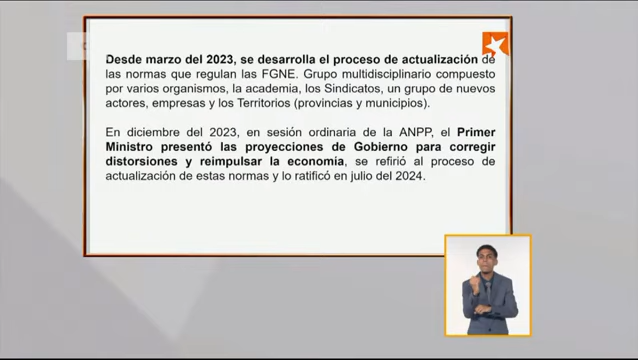 Desde marzo del 2023, se desarrolla el proceso de actualización de
las normas que regulan las FGNE. Grupo multidisciplinario compuesto
por varios organismos, la academia, los Sindicatos, un grupo de nuevos
actores, empresas y los Territorios (provincias y municipios).
En diciembre del 2023, en sesión ordinaria de la ANPP, el Primer
Ministro presentó las proyecciones de Gobierno para corregir
distorsiones y reimpulsar la economía, se refirió al proceso de
actualización de estas normas y lo ratificó en julio del 2024.